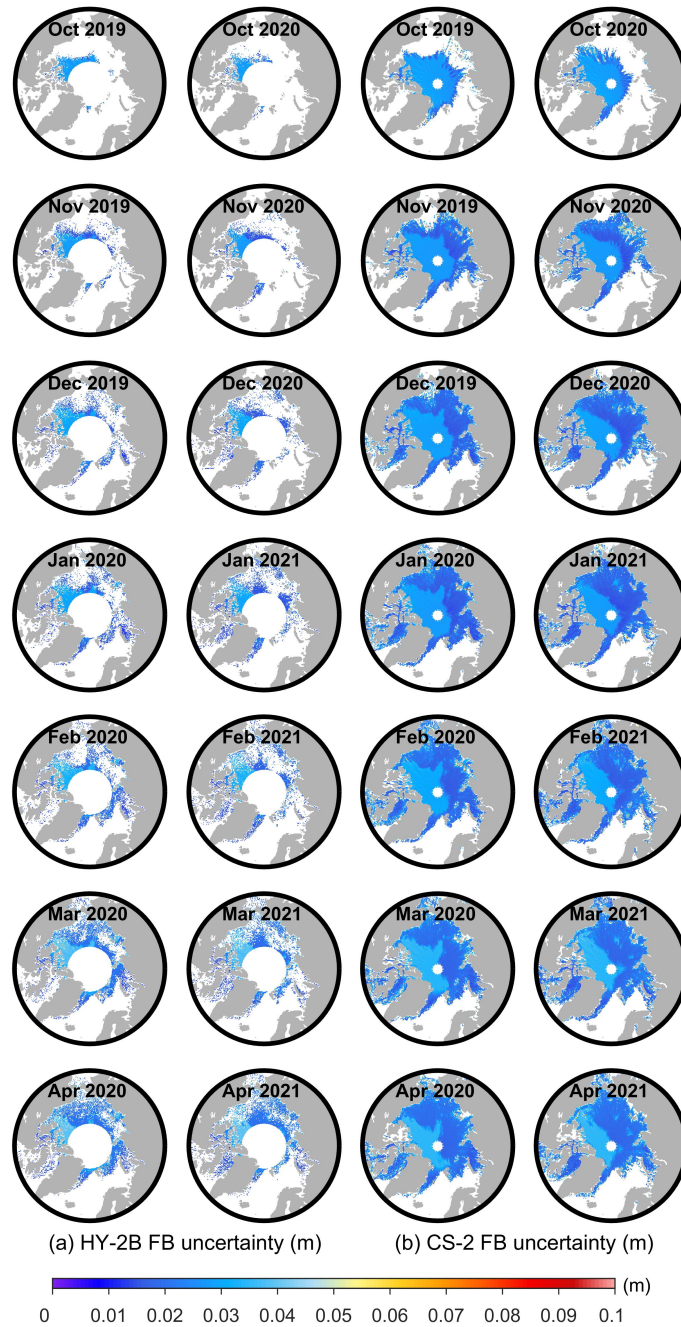 Oct 2019 Oct 2020 Oct 2019 Oct 2020
Nov 2019 Nov 2020 Nov 2019 Nov 2020
Dec 2019 Dec 2020 Dec 2019 Dec 2020
Jan 2020 Jan 2021 Jan 2020 Jan 2021
Feb 2020 Feb 2021 Feb 2020 Feb 2021
Mar 2020 Mar 2021 Mar 2020 Mar 2021
Apr 2020 Apr 2021 Apr 2020 Apr 2021
(a) HY-2B FB uncertainty (m) (b) CS-2 FB uncertainty (m)
(m)
0 0.01 0.02 0.03 0.04 0.05 0.06 0.07 0.08 0.09 0.1